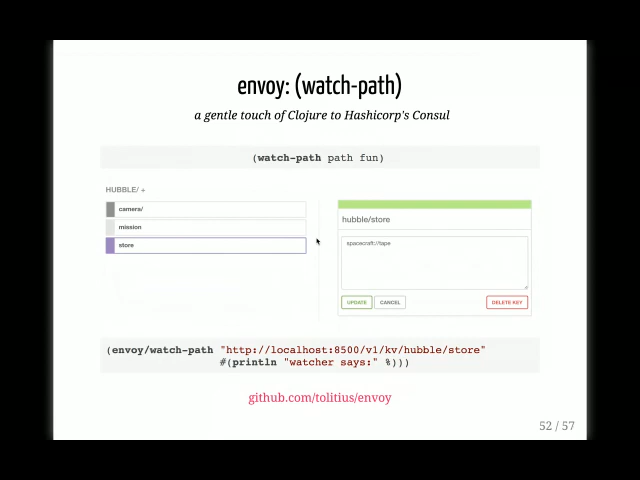 envoy: (watch-path)
a gentle touch of Clojure to Hashicorp's Consul
(watch-path path fun)
HUBBLE/ +
camera/
mission
store
hubble/store
spacecraft://tape
UPDATE
CANCEL
DELETE KEY
(envoy/watch-path "http://localhost:8500/v1/kv/hubble/store"
#(println "watcher says:" %)))
github.com/tolitius/envoy
52 / 57